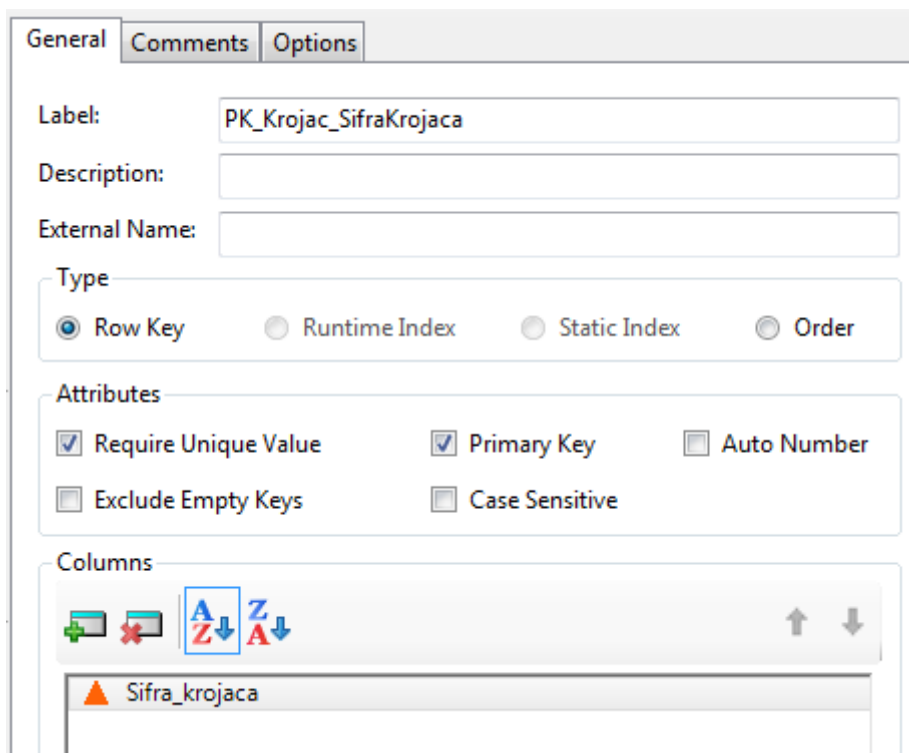 General Comments Options
Label: PK_Krojac_SifraKrojaca
Description:
External Name:
Type
Row Key Runtime Index Static Index Order
Attributes
Require Unique Value Primary Key Auto Number
Exclude Empty Keys Case Sensitive
Columns
A Z Z A
Sifra_krojaca